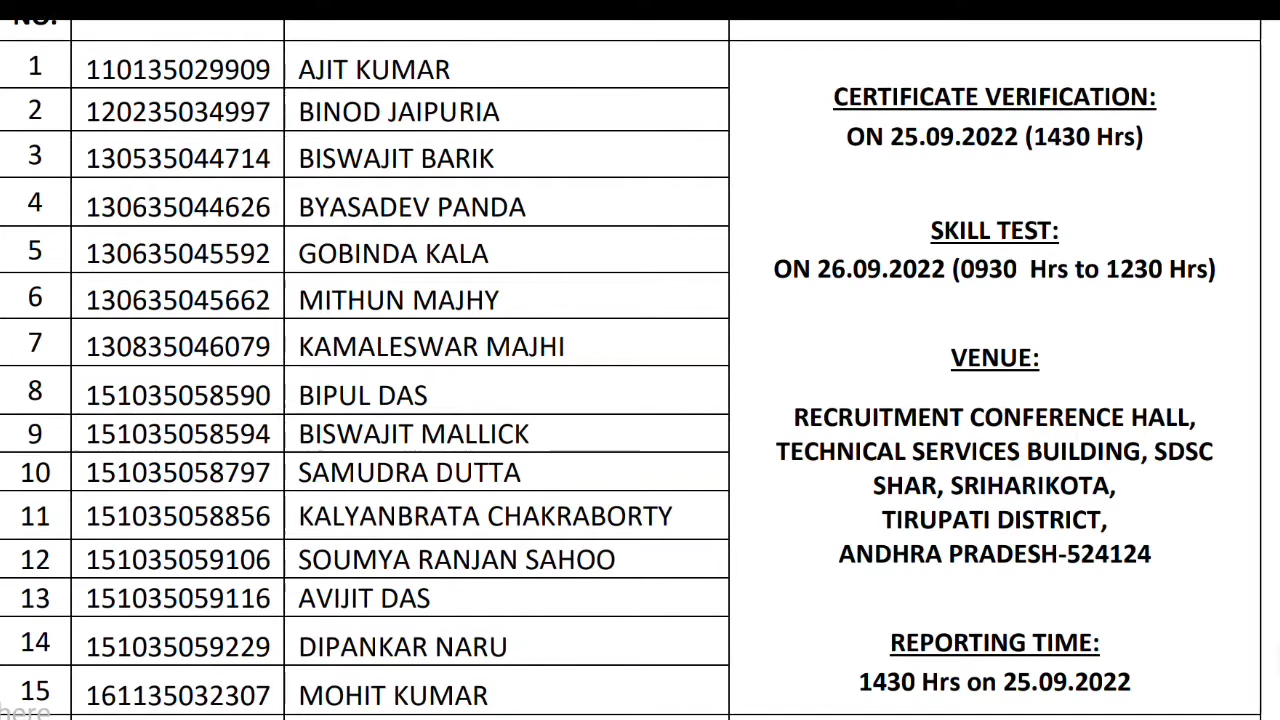 NO.
1 110135029909 AJIT KUMAR
2 120235034997 BINOD JAIPURIA
3 130535044714 BISWAJIT BARIK
4 130635044626 BYASADEV PANDA
5 130635045592 GOBINDA KALA
6 130635045662 MITHUN MAJHY
7 130835046079 KAMALESWAR MAJHI
8 151035058590 BIPUL DAS
9 151035058594 BISWAJIT MALLICK
10 151035058797 SAMUDRA DUTTA
11 151035058856 KALYANBRATA CHAKRABORTY
12 151035059106 SOUMYA RANJAN SAHOO
13 151035059116 AVIJIT DAS
14 151035059229 DIPANKAR NARU
15 161135032307 MOHIT KUMAR
CERTIFICATE VERIFICATION:
ON 25.09.2022 (1430 Hrs)
SKILL TEST:
ON 26.09.2022 (0930 Hrs to 1230 Hrs)
VENUE:
RECRUITMENT CONFERENCE HALL,
TECHNICAL SERVICES BUILDING, SDSC
SHAR, SRIHARIKOTA,
TIRUPATI DISTRICT,
ANDHRA PRADESH-524124
REPORTING TIME:
1430 Hrs on 25.09.2022
here